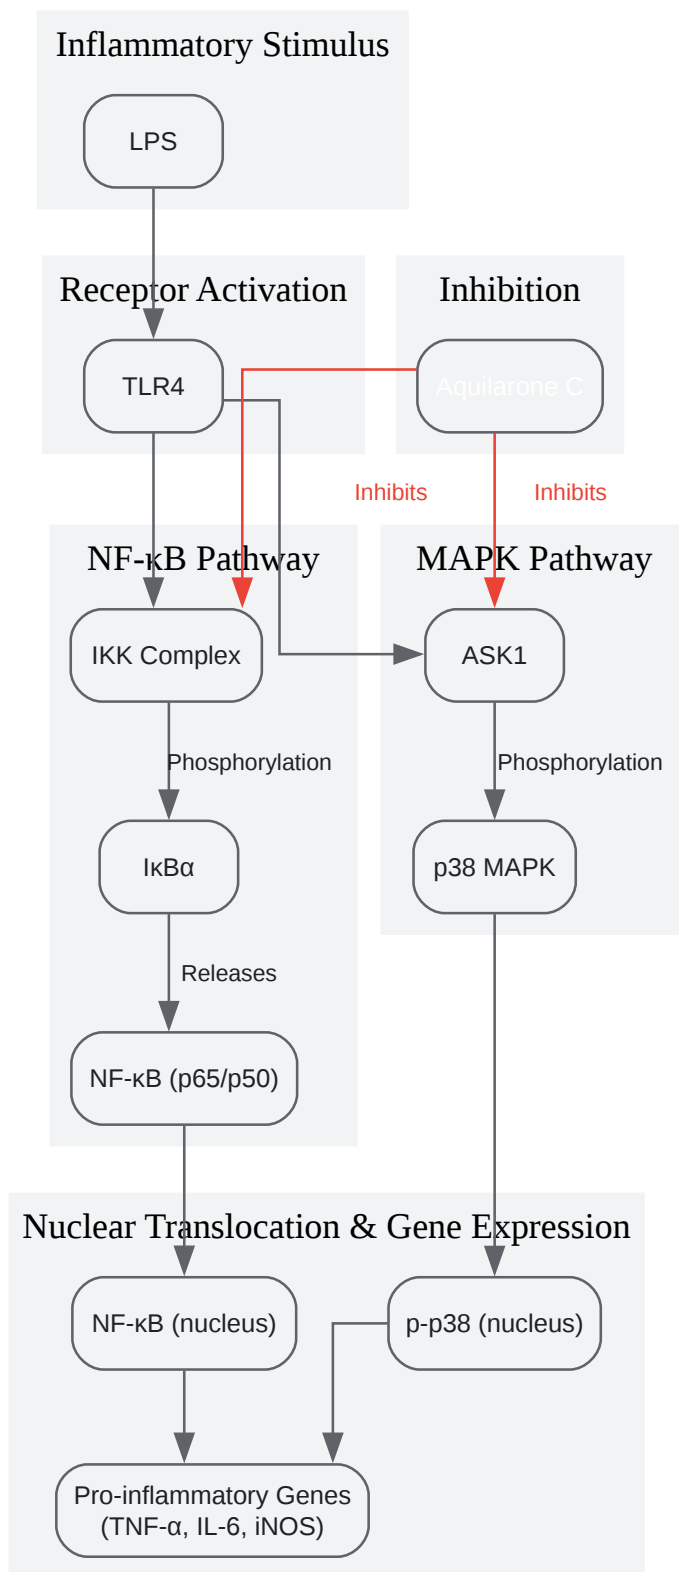 Inflammatory Stimulus
LPS
Receptor Activation
Inhibition
TLR4
Aquilarone C
Inhibits
Inhibits
NF-κB Pathway
MAPK Pathway
IKK Complex
ASK1
Phosphorylation
Phosphorylation
IκBα
p38 MAPK
Releases
NF-κB (p65/p50)
Nuclear Translocation & Gene Expression
NF-κB (nucleus)
p-p38 (nucleus)
Pro-inflammatory Genes
(TNF-α, IL-6, iNOS)